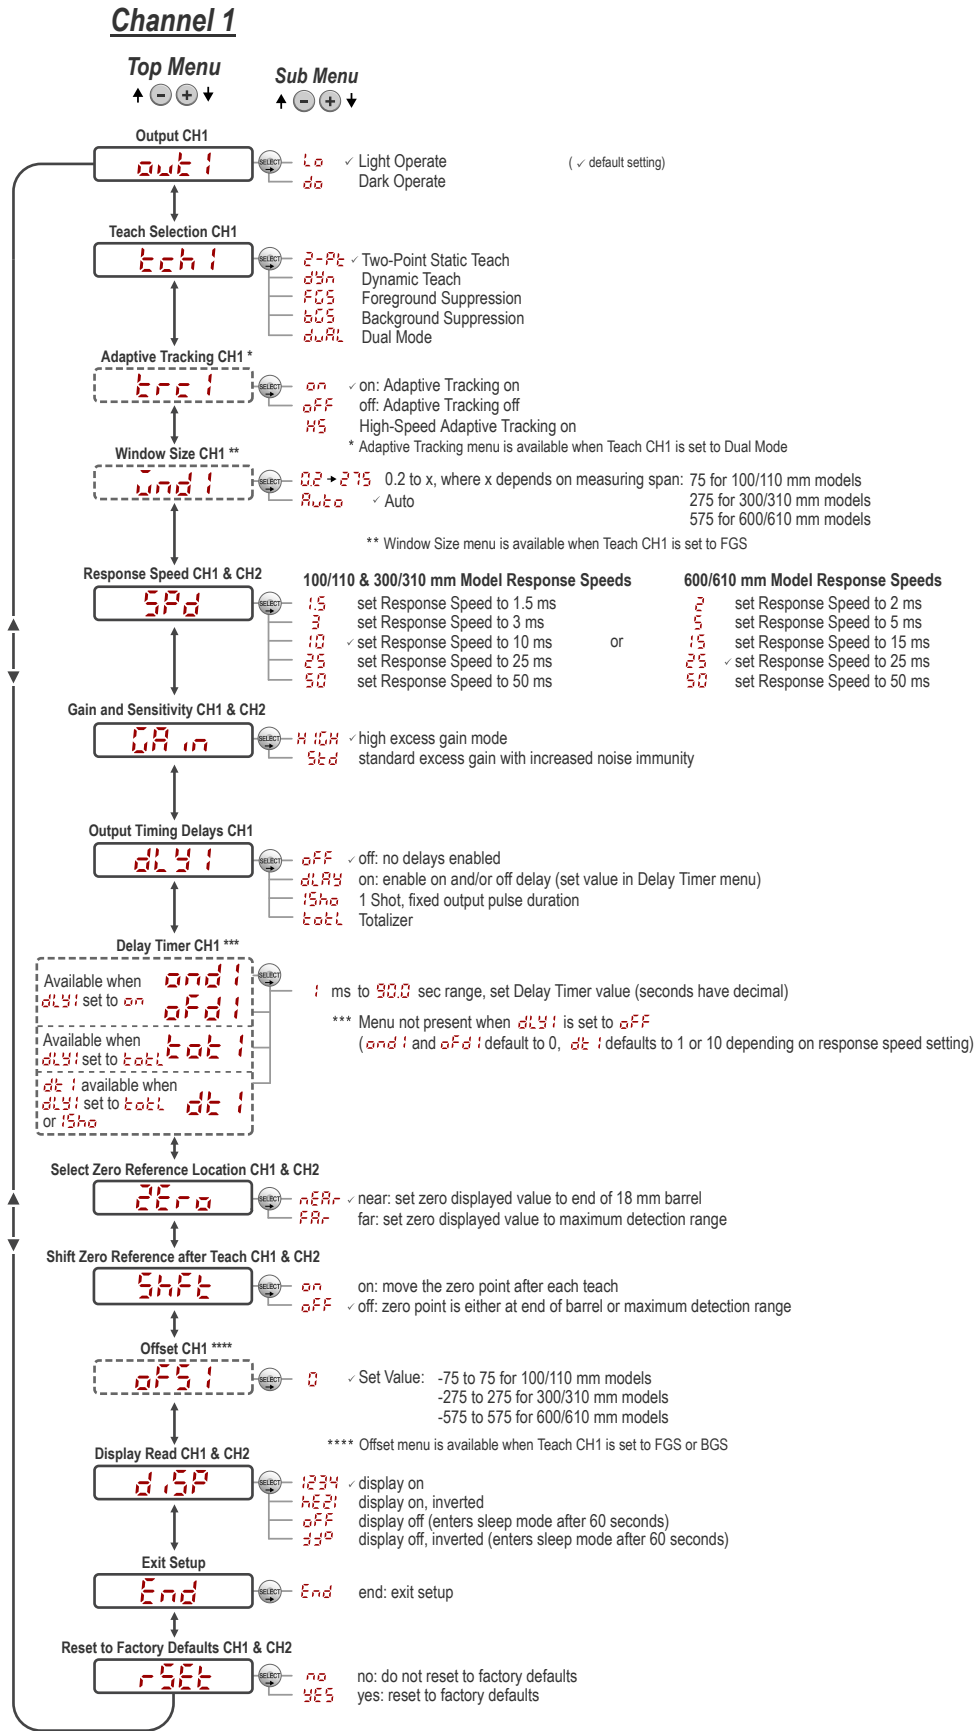 Channel 1
Top Menu
Sub Menu
- +
- +
Output CH1
out1
SELECT
Lo ✓ Light Operate
(✓ default setting)
do Dark Operate
Teach Selection CH1
tch1
SELECT
2-Pt ✓ Two-Point Static Teach
dYn Dynamic Teach
FGS Foreground Suppression
bGS Background Suppression
duAL Dual Mode
Adaptive Tracking CH1 *
trc1
SELECT
on ✓ on: Adaptive Tracking on
oFF off: Adaptive Tracking off
HS High-Speed Adaptive Tracking on
* Adaptive Tracking menu is available when Teach CH1 is set to Dual Mode
Window Size CH1 **
Wnd1
SELECT
0.2 → 275 0.2 to x, where x depends on measuring span: 75 for 100/110 mm models
Auto ✓ Auto
275 for 300/310 mm models
575 for 600/610 mm models
** Window Size menu is available when Teach CH1 is set to FGS
Response Speed CH1 & CH2
SPd
SELECT
100/110 & 300/310 mm Model Response Speeds
1.5 set Response Speed to 1.5 ms
3 set Response Speed to 3 ms
10 ✓ set Response Speed to 10 ms
25 set Response Speed to 25 ms
50 set Response Speed to 50 ms
or
600/610 mm Model Response Speeds
2 set Response Speed to 2 ms
5 set Response Speed to 5 ms
15 set Response Speed to 15 ms
25 ✓ set Response Speed to 25 ms
50 set Response Speed to 50 ms
Gain and Sensitivity CH1 & CH2
GAin
SELECT
HIGH ✓ high excess gain mode
Std standard excess gain with increased noise immunity
Output Timing Delays CH1
dLY1
SELECT
oFF ✓ off: no delays enabled
dLAY on: enable on and/or off delay (set value in Delay Timer menu)
1Sho 1 Shot, fixed output pulse duration
totL Totalizer
Delay Timer CH1 ***
Available when
dLY1 set to on
ond1
oFd1
SELECT
Available when
dLY1 set to totL
tot1
dt1 available when
dLY1 set to totL
or 1Sho
dt1
1 ms to 90.0 sec range, set Delay Timer value (seconds have decimal)
*** Menu not present when dLY1 is set to oFF
(ond1 and oFd1 default to 0, dt1 defaults to 1 or 10 depending on response speed setting)
Select Zero Reference Location CH1 & CH2
ZEro
SELECT
nEAr ✓ near: set zero displayed value to end of 18 mm barrel
FAr far: set zero displayed value to maximum detection range
Shift Zero Reference after Teach CH1 & CH2
ShFt
SELECT
on on: move the zero point after each teach
oFF ✓ off: zero point is either at end of barrel or maximum detection range
Offset CH1 ****
oFS1
SELECT
0 ✓ Set Value: -75 to 75 for 100/110 mm models
-275 to 275 for 300/310 mm models
-575 to 575 for 600/610 mm models
**** Offset menu is available when Teach CH1 is set to FGS or BGS
Display Read CH1 & CH2
diSP
SELECT
1234 ✓ display on
hEZ1 display on, inverted
oFF display off (enters sleep mode after 60 seconds)
display off, inverted (enters sleep mode after 60 seconds)
Exit Setup
End
SELECT
End end: exit setup
Reset to Factory Defaults CH1 & CH2
rSEt
SELECT
no no: do not reset to factory defaults
YES yes: reset to factory defaults